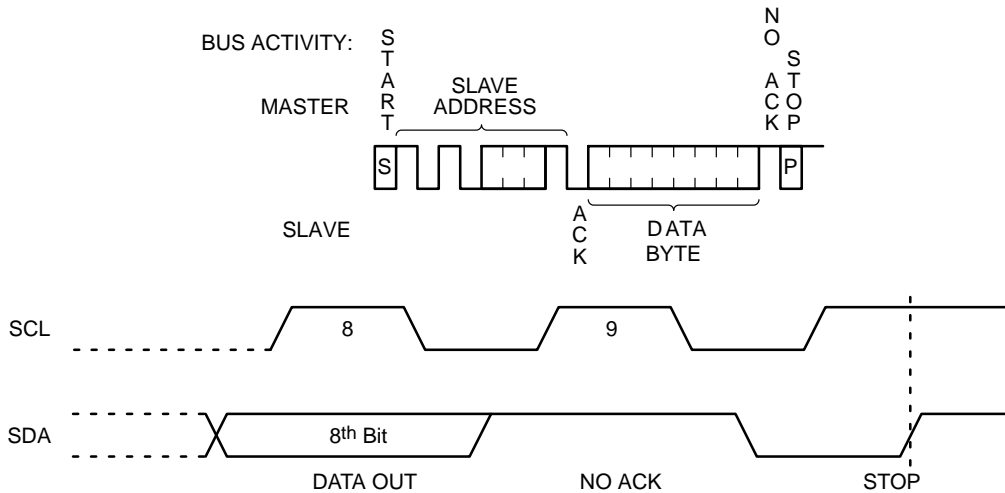 BUS ACTIVITY:
START
NO ACK
STOP
MASTER
SLAVE
ADDRESS
S
P
SLAVE
ACK
DATA
BYTE
SCL
8
9
SDA
8th Bit
DATA OUT
NO ACK
STOP